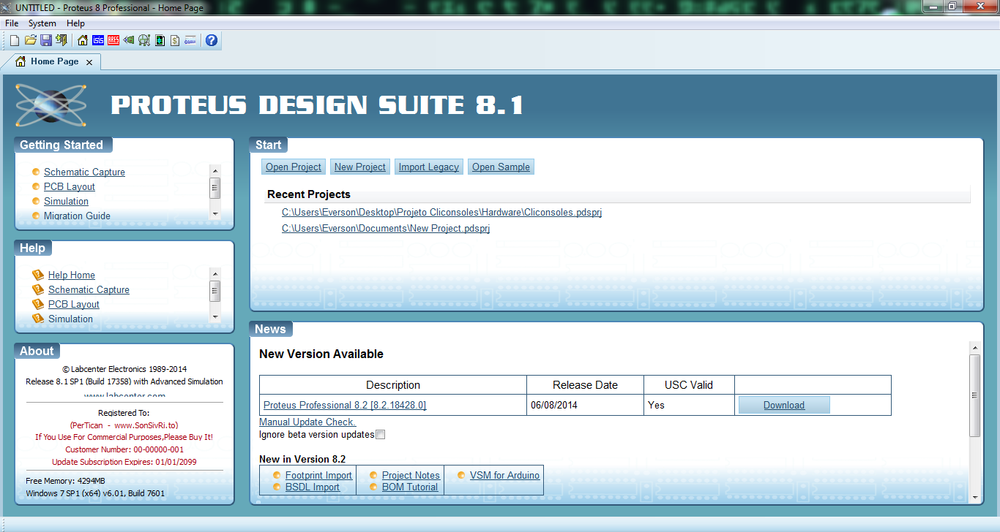 UNTITLED - Proteus 8 Professional - Home Page
File System Help
ISIS ARES
Home Page
PROTEUS DESIGN SUITE 8.1
Getting Started
Schematic Capture
PCB Layout
Simulation
Migration Guide
Help
Help Home
Schematic Capture
PCB Layout
Simulation
About
© Labcenter Electronics 1989-2014
Release 8.1 SP1 (Build 17358) with Advanced Simulation
www.labcenter.com
Registered To:
(PerTican - www.SonSivRi.to)
If You Use For Commercial Purposes,Please Buy It!
Customer Number: 00-00000-001
Update Subscription Expires: 01/01/2099
Free Memory: 4294MB
Windows 7 SP1 (x64) v6.01, Build 7601
Start
Open Project New Project Import Legacy Open Sample
Recent Projects
C:\Users\Everson\Desktop\Projeto Cliconsoles\Hardware\Cliconsoles.pdsprj
C:\Users\Everson\Documents\New Project.pdsprj
News
New Version Available
Description Release Date USC Valid
Proteus Professional 8.2 [8.2.18428.0] 06/08/2014 Yes Download
Manual Update Check.
Ignore beta version updates
New in Version 8.2
Footprint Import Project Notes VSM for Arduino
BSDL Import BOM Tutorial